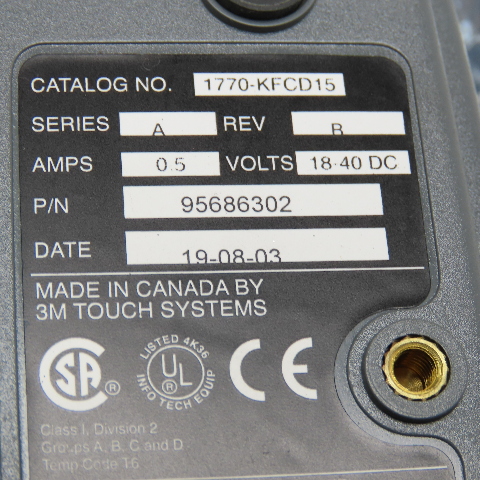 CATALOG NO. 1770-KFCD15
SERIES A REV B
AMPS 0.5 VOLTS 18-40 DC
P/N 95686302
DATE 19-08-03
MADE IN CANADA BY
3M TOUCH SYSTEMS
SA ®
LISTED 4K36
UL ®
INFO TECH EQUIP
CE
Class I, Division 2
Groups A, B, C and D
Temp Code T6